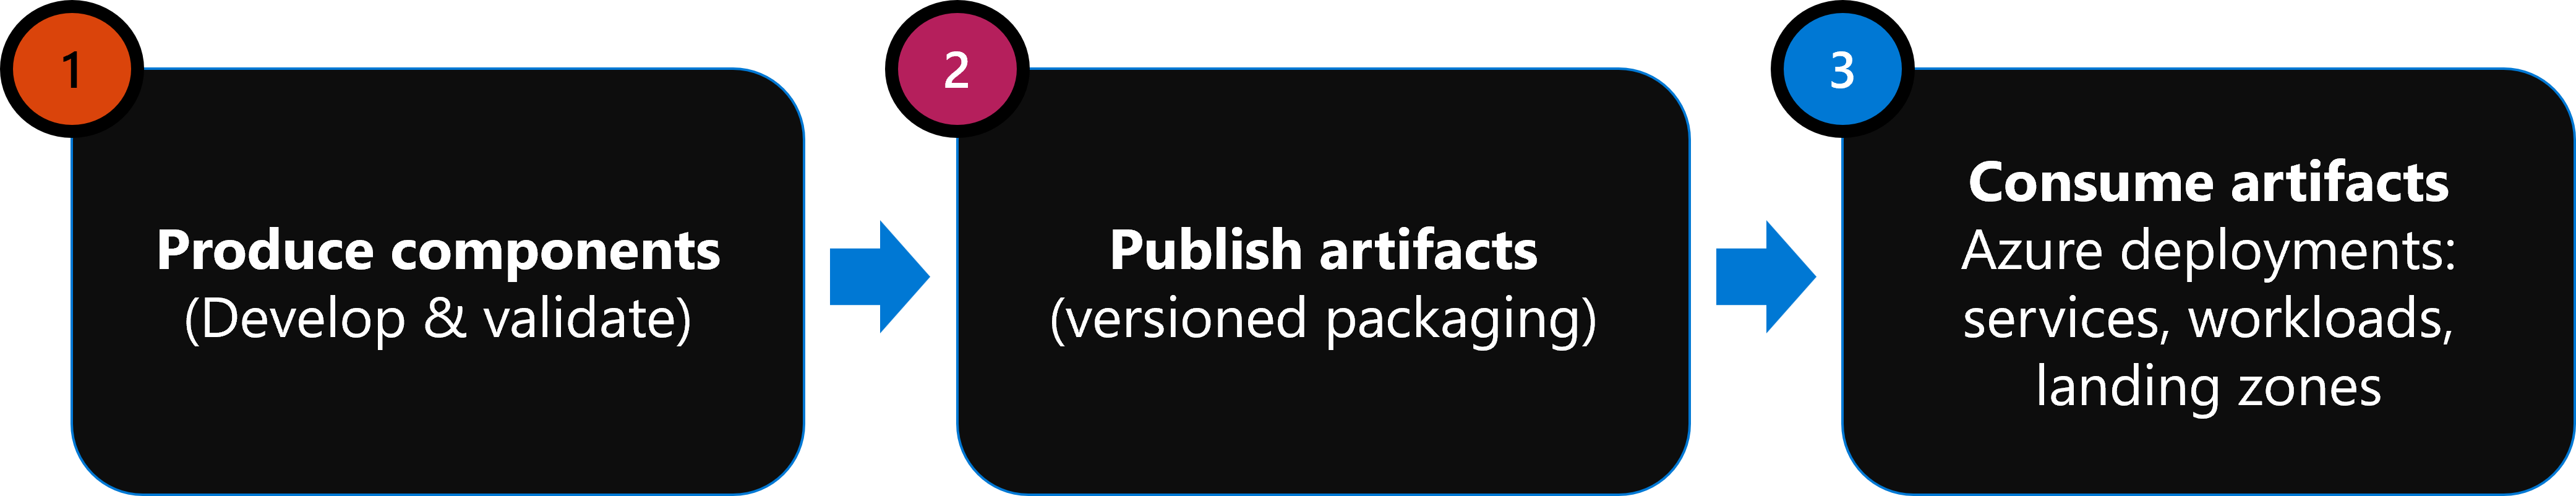 1
Produce components
(Develop & validate)
2
Publish artifacts
(versioned packaging)
3
Consume artifacts
Azure deployments:
services, workloads,
landing zones